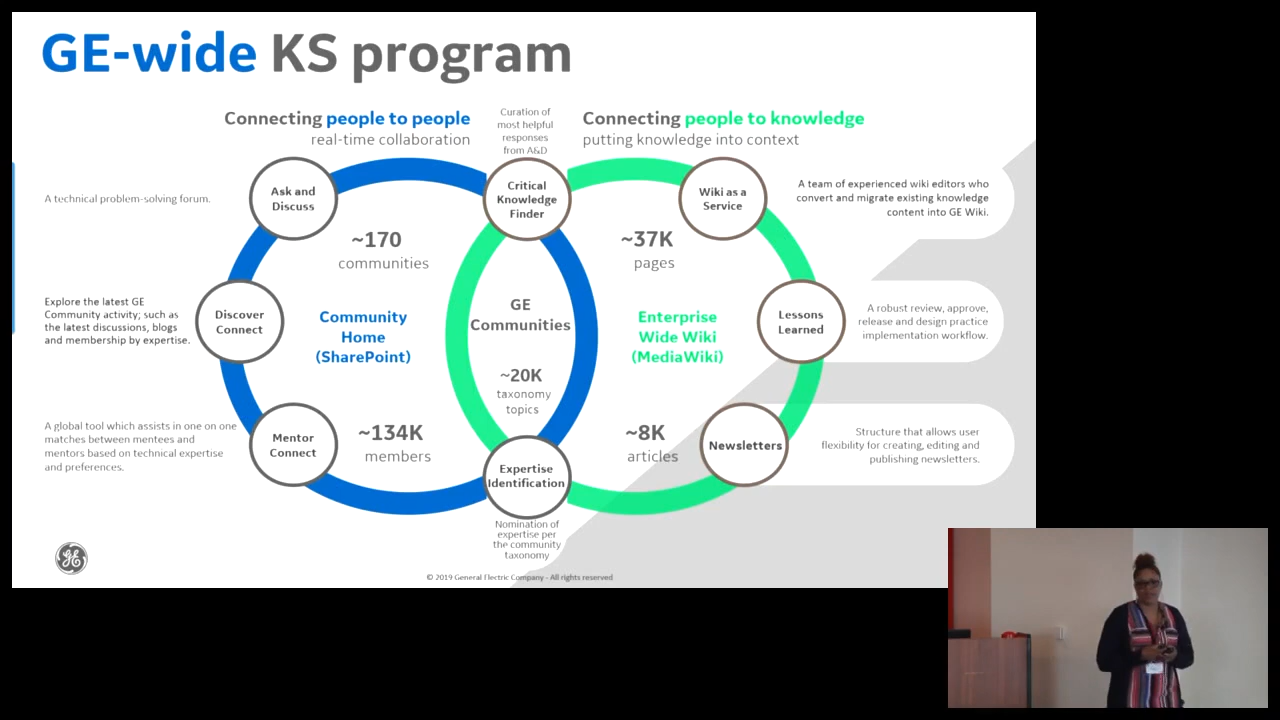 GE-wide KS program
Connecting people to people
real-time collaboration
Curation of
most helpful
responses
from A&D
Connecting people to knowledge
putting knowledge into context
A technical problem-solving forum.
Ask and
Discuss
Critical
Knowledge
Finder
Wiki as a
Service
A team of experienced wiki editors who
convert and migrate existing knowledge
content into GE Wiki.
~170
communities
~37K
pages
Explore the latest GE
Community activity; such as
the latest discussions, blogs
and membership by expertise.
Discover
Connect
Community
Home
(SharePoint)
GE
Communities
~20K
taxonomy
topics
Enterprise
Wide Wiki
(MediaWiki)
Lessons
Learned
A robust review, approve,
release and design practice
implementation workflow.
A global tool which assists in one on one
matches between mentees and
mentors based on technical expertise
and preferences.
Mentor
Connect
~134K
members
Expertise
Identification
~8K
articles
Newsletters
Structure that allows user
flexibility for creating, editing and
publishing newsletters.
Nomination of
expertise per
the community
taxonomy
GE
© 2019 General Electric Company - All rights reserved